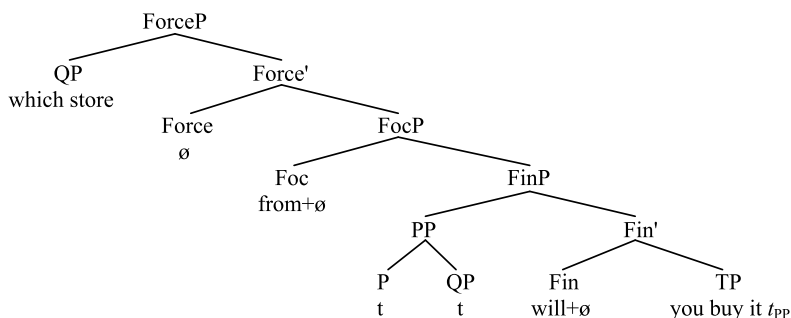 ForceP
QP Force'
which store
Force FocP
ø
Foc FinP
from+ø
PP Fin'
P QP Fin TP
t t will+ø you buy it tPP